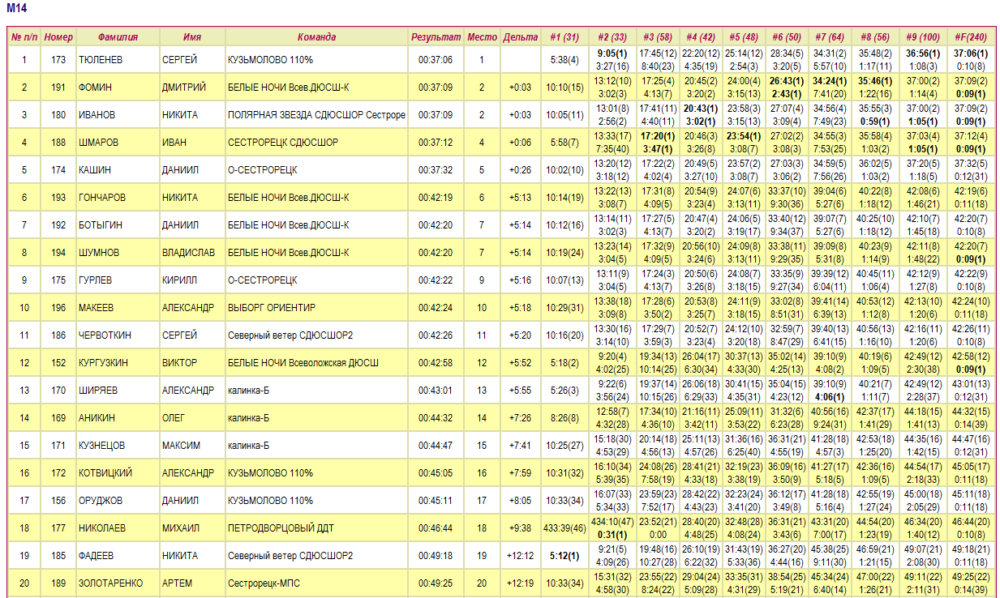 M14
№ п/п Номер Фамилия Имя Команда Результат Место Дельта #1 (31) #2 (33) #3 (58) #4 (42) #5 (48) #6 (50) #7 (64) #8 (56) #9 (100) #F(240)
1 173 ТЮЛЕНЕВ СЕРГЕЙ КУЗЬМОЛОВО 110% 00:37:06 1 5:38(4) 9:05(1) 17:45(12) 22:20(12) 25:14(12) 28:34(5) 34:31(2) 35:48(2) 36:56(1) 37:06(1)
3:27(16) 8:40(23) 4:35(19) 2:54(3) 3:20(5) 5:57(10) 1:17(11) 1:08(3) 0:10(8)
2 191 ФОМИН ДМИТРИЙ БЕЛЫЕ НОЧИ Всев.ДЮСШ-К 00:37:09 2 +0:03 10:10(15) 13:12(10) 17:25(4) 20:45(2) 24:00(4) 26:43(1) 34:24(1) 35:46(1) 37:00(2) 37:09(2)
3:02(3) 4:13(7) 3:20(2) 3:15(13) 2:43(1) 7:41(20) 1:22(16) 1:14(4) 0:09(1)
3 180 ИВАНОВ НИКИТА ПОЛЯРНАЯ ЗВЕЗДА СДЮСШОР Сестроре 00:37:09 2 +0:03 10:05(11) 13:01(8) 17:41(11) 20:43(1) 23:58(3) 27:07(4) 34:56(4) 35:55(3) 37:00(2) 37:09(2)
2:56(2) 4:40(11) 3:02(1) 3:15(13) 3:09(4) 7:49(23) 0:59(1) 1:05(1) 0:09(1)
4 188 ШМАРОВ ИВАН СЕСТРОРЕЦК СДЮСШОР 00:37:12 4 +0:06 5:58(7) 13:33(17) 17:20(1) 20:46(3) 23:54(1) 27:02(2) 34:55(3) 35:58(4) 37:03(4) 37:12(4)
7:35(40) 3:47(1) 3:26(8) 3:08(7) 3:08(3) 7:53(25) 1:03(2) 1:05(1) 0:09(1)
5 174 КАШИН ДАНИИЛ О-СЕСТРОРЕЦК 00:37:32 5 +0:26 10:02(10) 13:20(12) 17:22(2) 20:49(5) 23:57(2) 27:03(3) 34:59(5) 36:02(5) 37:20(5) 37:32(5)
3:18(12) 4:02(4) 3:27(10) 3:08(7) 3:06(2) 7:56(26) 1:03(2) 1:18(5) 0:12(31)
6 193 ГОНЧАРОВ НИКИТА БЕЛЫЕ НОЧИ Всев.ДЮСШ-К 00:42:19 6 +5:13 10:14(19) 13:22(13) 17:31(8) 20:54(9) 24:07(6) 33:37(10) 39:04(6) 40:22(8) 42:08(6) 42:19(6)
3:08(7) 4:09(5) 3:23(4) 3:13(11) 9:30(36) 5:27(6) 1:18(12) 1:46(21) 0:11(18)
7 192 БОТЫГИН ДАНИИЛ БЕЛЫЕ НОЧИ Всев.ДЮСШ-К 00:42:20 7 +5:14 10:12(16) 13:14(11) 17:27(5) 20:47(4) 24:06(5) 33:40(12) 39:07(7) 40:25(10) 42:10(7) 42:20(7)
3:02(3) 4:13(7) 3:20(2) 3:19(17) 9:34(37) 5:27(6) 1:18(12) 1:45(18) 0:10(8)
8 194 ШУМНОВ ВЛАДИСЛАВ БЕЛЫЕ НОЧИ Всев.ДЮСШ-К 00:42:20 7 +5:14 10:19(24) 13:23(14) 17:32(9) 20:56(10) 24:09(8) 33:38(11) 39:09(8) 40:23(9) 42:11(8) 42:20(7)
3:04(5) 4:09(5) 3:24(6) 3:13(11) 9:29(35) 5:31(8) 1:14(9) 1:48(22) 0:09(1)
9 175 ГУРЛЕВ КИРИЛЛ О-СЕСТРОРЕЦК 00:42:22 9 +5:16 10:07(13) 13:11(9) 17:24(3) 20:50(6) 24:08(7) 33:35(9) 39:39(12) 40:45(11) 42:12(9) 42:22(9)
3:04(5) 4:13(7) 3:26(8) 3:18(15) 9:27(34) 6:04(11) 1:06(4) 1:27(8) 0:10(8)
10 196 МАКЕЕВ АЛЕКСАНДР ВЫБОРГ ОРИЕНТИР 00:42:24 10 +5:18 10:29(31) 13:38(18) 17:28(6) 20:53(8) 24:11(9) 33:02(8) 39:41(14) 40:53(12) 42:13(10) 42:24(10)
3:09(8) 3:50(2) 3:25(7) 3:18(15) 8:51(31) 6:39(13) 1:12(8) 1:20(6) 0:11(18)
11 186 ЧЕРВОТКИН СЕРГЕЙ Северный ветер СДЮСШОР2 00:42:26 11 +5:20 10:16(20) 13:30(16) 17:29(7) 20:52(7) 24:12(10) 32:59(7) 39:40(13) 40:56(13) 42:16(11) 42:26(11)
3:14(10) 3:59(3) 3:23(4) 3:20(18) 8:47(29) 6:41(15) 1:16(10) 1:20(6) 0:10(8)
12 152 КУРГУЗКИН ВИКТОР БЕЛЫЕ НОЧИ Всеволожская ДЮСШ 00:42:58 12 +5:52 5:18(2) 9:20(4) 19:34(13) 26:04(17) 30:37(13) 35:02(14) 39:10(9) 40:19(6) 42:49(12) 42:58(12)
4:02(25) 10:14(25) 6:30(34) 4:33(30) 4:25(13) 4:08(2) 1:09(5) 2:30(38) 0:09(1)
13 170 ШИРЯЕВ АЛЕКСАНДР калинка-Б 00:43:01 13 +5:55 5:26(3) 9:22(6) 19:37(14) 26:06(18) 30:41(15) 35:04(15) 39:10(9) 40:21(7) 42:49(12) 43:01(13)
3:56(24) 10:15(26) 6:29(33) 4:35(31) 4:23(12) 4:06(1) 1:11(7) 2:28(37) 0:12(31)
14 169 АНИКИН ОЛЕГ калинка-Б 00:44:32 14 +7:26 8:26(8) 12:58(7) 17:34(10) 21:16(11) 25:09(11) 31:32(6) 40:56(16) 42:37(17) 44:18(15) 44:32(15)
4:32(28) 4:36(10) 3:42(11) 3:53(22) 6:23(28) 9:24(31) 1:41(29) 1:41(13) 0:14(39)
15 171 КУЗНЕЦОВ МАКСИМ калинка-Б 00:44:47 15 +7:41 10:25(27) 15:18(30) 20:14(18) 25:11(13) 31:36(16) 36:31(21) 41:28(18) 42:53(18) 44:35(16) 44:47(16)
4:53(29) 4:56(13) 4:57(26) 6:25(40) 4:55(19) 4:57(3) 1:25(20) 1:42(15) 0:12(31)
16 172 КОТВИЦКИЙ АЛЕКСАНДР КУЗЬМОЛОВО 110% 00:45:05 16 +7:59 10:31(32) 16:10(34) 24:08(26) 28:41(21) 32:19(23) 36:09(16) 41:27(17) 42:36(16) 44:54(17) 45:05(17)
5:39(35) 7:58(19) 4:33(18) 3:38(19) 3:50(9) 5:18(5) 1:09(5) 2:18(33) 0:11(18)
17 156 ОРУДЖОВ ДАНИИЛ КУЗЬМОЛОВО 110% 00:45:11 17 +8:05 10:33(34) 16:07(33) 23:59(23) 28:42(22) 32:23(24) 36:12(17) 41:28(18) 42:55(19) 45:00(18) 45:11(18)
5:34(33) 7:52(17) 4:43(23) 3:41(20) 3:49(8) 5:16(4) 1:27(24) 2:05(29) 0:11(18)
18 177 НИКОЛАЕВ МИХАИЛ ПЕТРОДВОРЦОВЫЙ ДДТ 00:46:44 18 +9:38 433:39(46) 434:10(47) 23:52(21) 28:40(20) 32:48(28) 36:31(21) 43:31(20) 44:54(20) 46:34(20) 46:44(20)
0:31(1) 0:00 4:48(25) 4:08(24) 3:43(6) 7:00(17) 1:23(19) 1:40(12) 0:10(8)
19 185 ФАДЕЕВ НИКИТА Северный ветер СДЮСШОР2 00:49:18 19 +12:12 5:12(1) 9:21(5) 19:48(16) 26:10(19) 31:43(19) 36:27(20) 45:38(25) 46:59(21) 49:07(21) 49:18(21)
4:09(26) 10:27(28) 6:22(32) 5:33(36) 4:44(16) 9:11(30) 1:21(15) 2:08(30) 0:11(18)
20 189 ЗОЛОТАРЕНКО АРТЕМ Сестрорецк-МПС 00:49:25 20 +12:19 10:33(34) 15:31(32) 23:55(22) 29:04(24) 33:35(31) 38:54(25) 45:34(24) 47:00(22) 49:11(22) 49:25(22)
4:58(30) 8:24(22) 5:09(28) 4:31(29) 5:19(21) 6:40(14) 1:26(21) 2:11(31) 0:14(39)